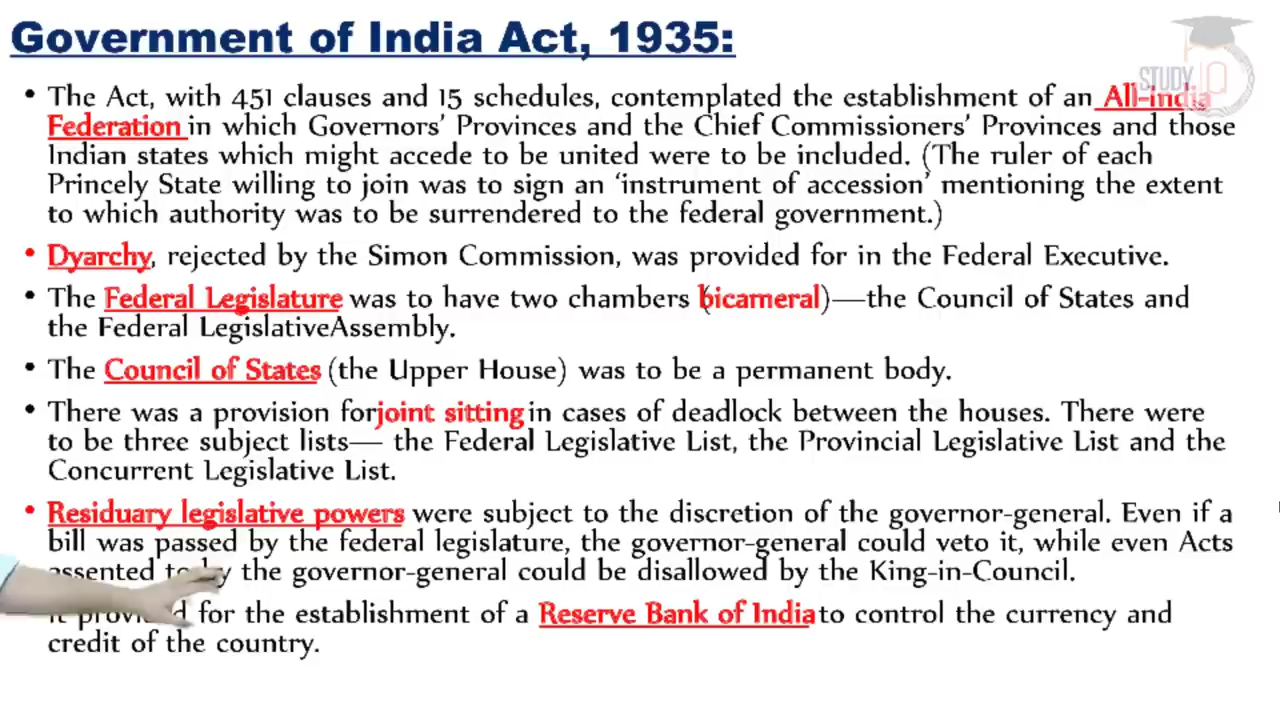 Government of India Act, 1935:
STUDY IQ
• The Act, with 451 clauses and 15 schedules, contemplated the establishment of an All-india
Federation in which Governors' Provinces and the Chief Commissioners' Provinces and those
Indian states which might accede to be united were to be included. (The ruler of each
Princely State willing to join was to sign an 'instrument of accession' mentioning the extent
to which authority was to be surrendered to the federal government.)
• Dyarchy, rejected by the Simon Commission, was provided for in the Federal Executive.
• The Federal Legislature was to have two chambers (bicameral)—the Council of States and
the Federal LegislativeAssembly.
• The Council of States (the Upper House) was to be a permanent body.
• There was a provision forjoint sitting in cases of deadlock between the houses. There were
to be three subject lists— the Federal Legislative List, the Provincial Legislative List and the
Concurrent Legislative List.
• Residuary legislative powers were subject to the discretion of the governor-general. Even if a
bill was passed by the federal legislature, the governor-general could veto it, while even Acts
assented to by the governor-general could be disallowed by the King-in-Council.
It provided for the establishment of a Reserve Bank of India to control the currency and
credit of the country.